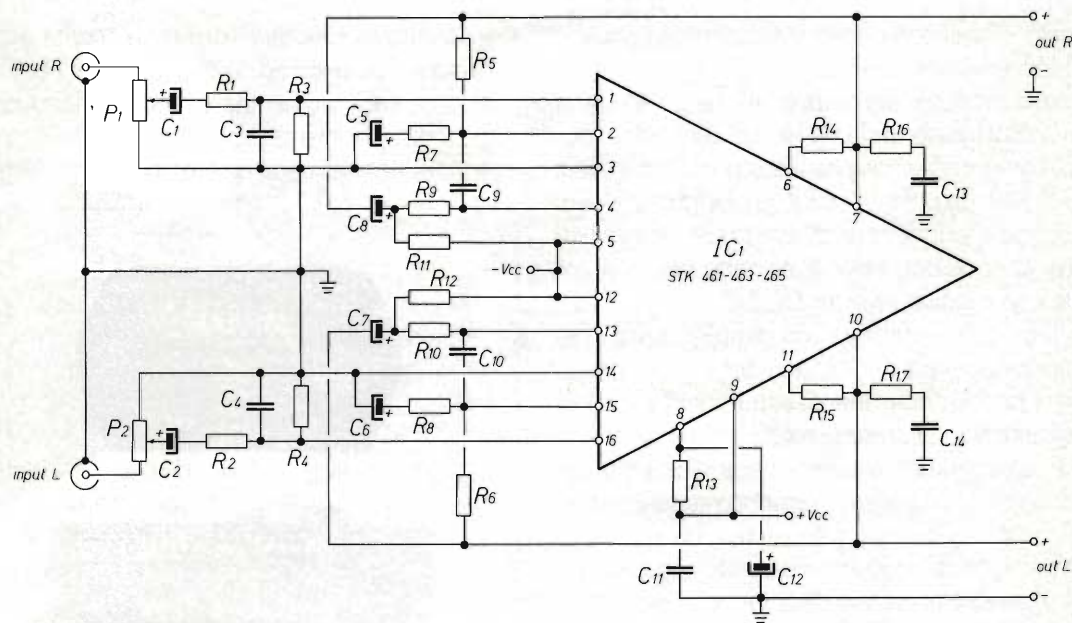 input R
P1
C1
R1
C3
R3
C5
R7
R5
C8
R9
C9
R11
-Vcc
R12
C7
R10
C10
C4
C6
R8
P2
C2
R2
R4
input L
R6
1
2
3
4
5
12
13
14
15
16
IC1
STK 461-463-465
6
7
R14
R16
C13
10
11
R15
R17
C14
8
9
R13
+Vcc
C11
C12
+
out R
-
+
out L
-
+
+
+
+
+
+
+